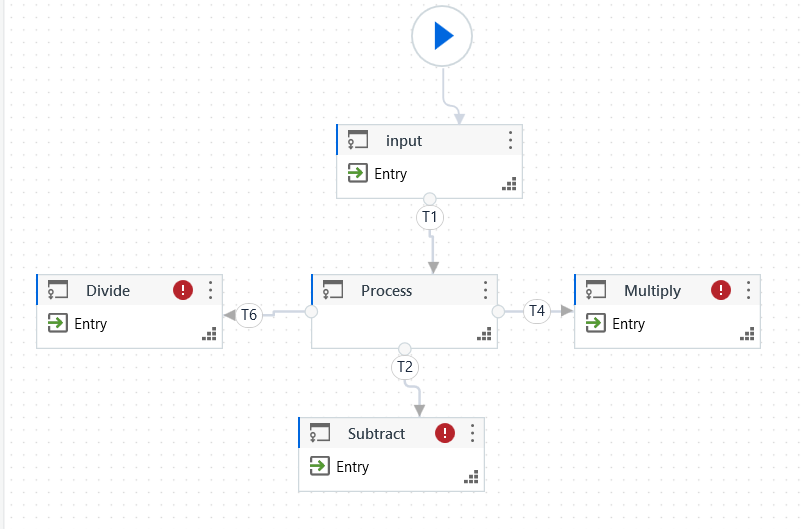 input
Entry
T1
Divide
Entry
T6
Process
T4
Multiply
Entry
T2
Subtract
Entry